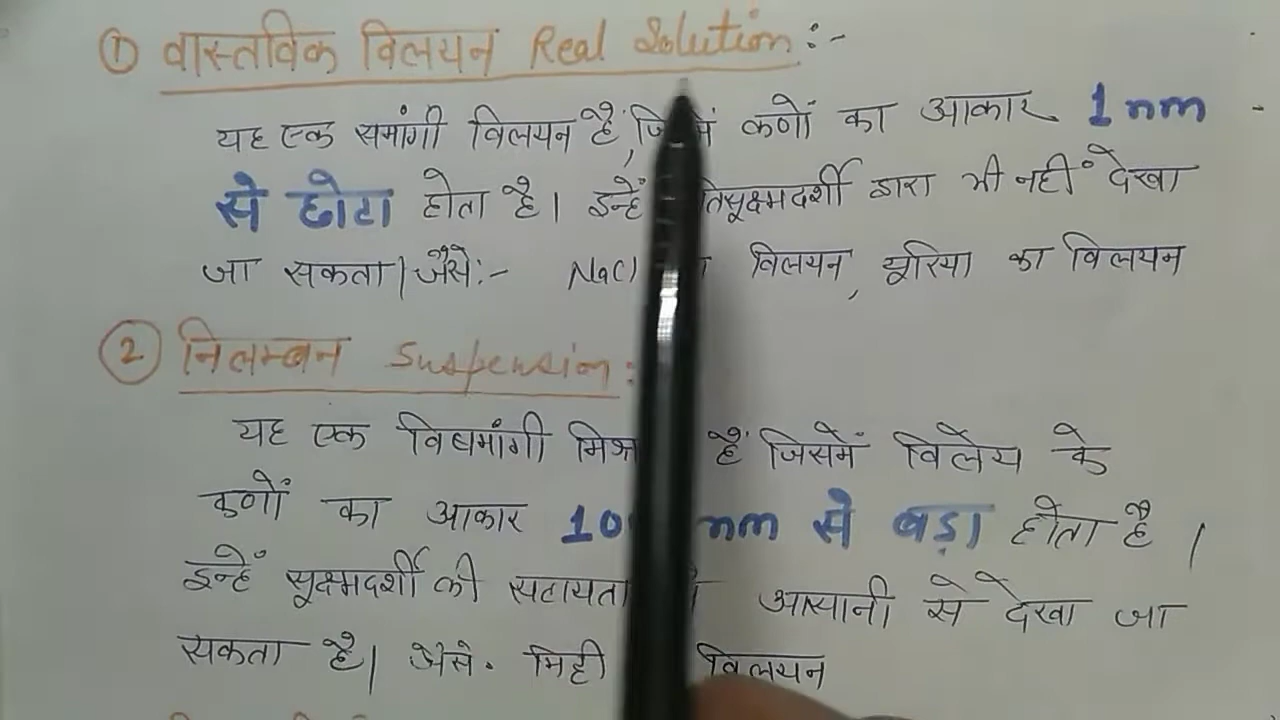 ① वास्तविक विलयन Real Solution:-
यह एक समांगी विलयन है, कणों का आकार 1 nm
से छोटा होता है। इन्हें द्वारा भी नहीं देखा
जा सकता। जैसे:- NaCl विलयन, यूरिया का विलयन
② निलम्बन Suspension:
यह एक विषमांगी है जिसमें विलेय के
कणों का आकार nm से बड़ा होता है।
इन्हें सूक्ष्मदर्शी की सहायता आसानी से देखा जा
सकता है। जैसे. मिट्टी विलयन